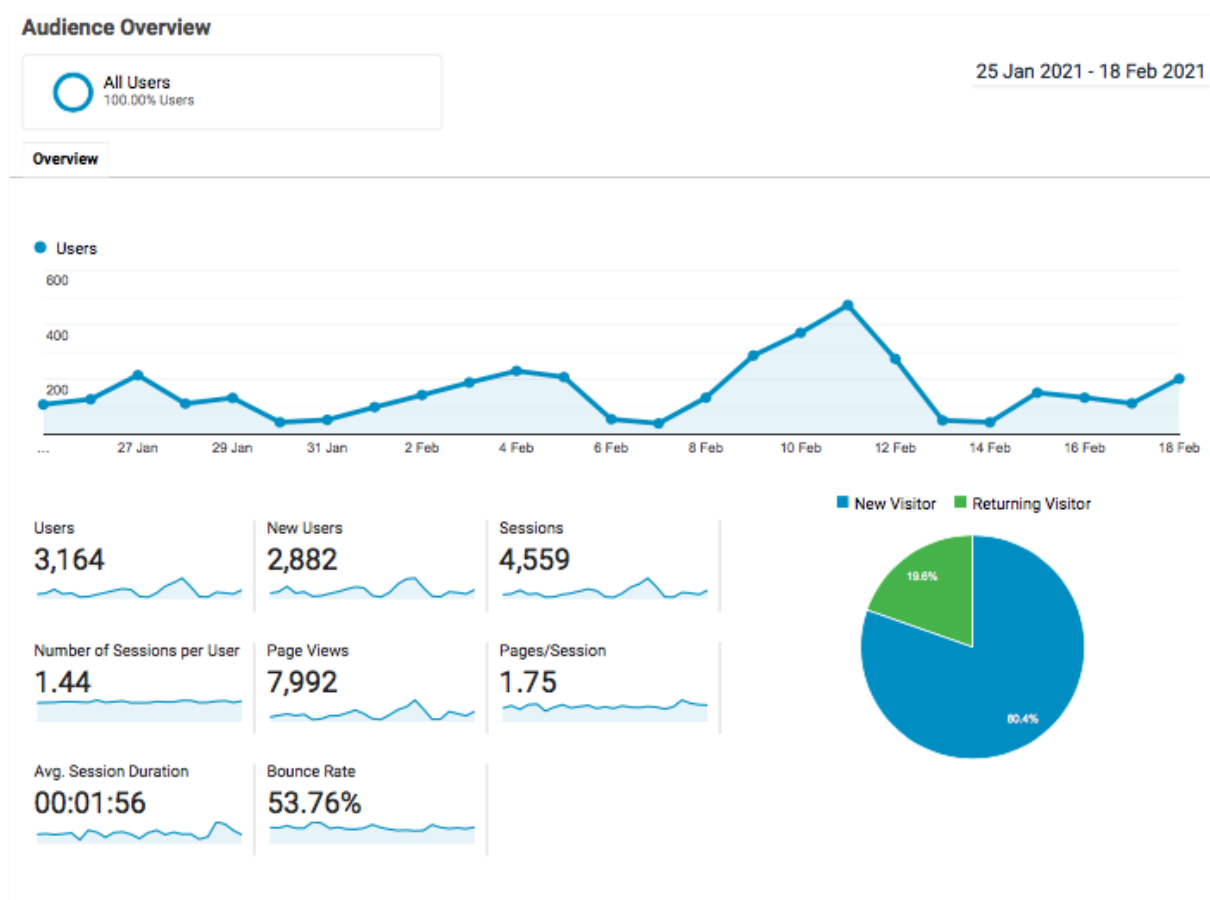 Audience Overview
All Users
100.00% Users
25 Jan 2021 - 18 Feb 2021
Overview
Users
600
400
200
... 27 Jan 29 Jan 31 Jan 2 Feb 4 Feb 6 Feb 8 Feb 10 Feb 12 Feb 14 Feb 16 Feb 18 Feb
New Visitor Returning Visitor
Users New Users Sessions
3,164 2,882 4,559
Number of Sessions per User Page Views Pages/Session
1.44 7,992 1.75
Avg. Session Duration Bounce Rate
00:01:56 53.76%
19.6%
80.4%